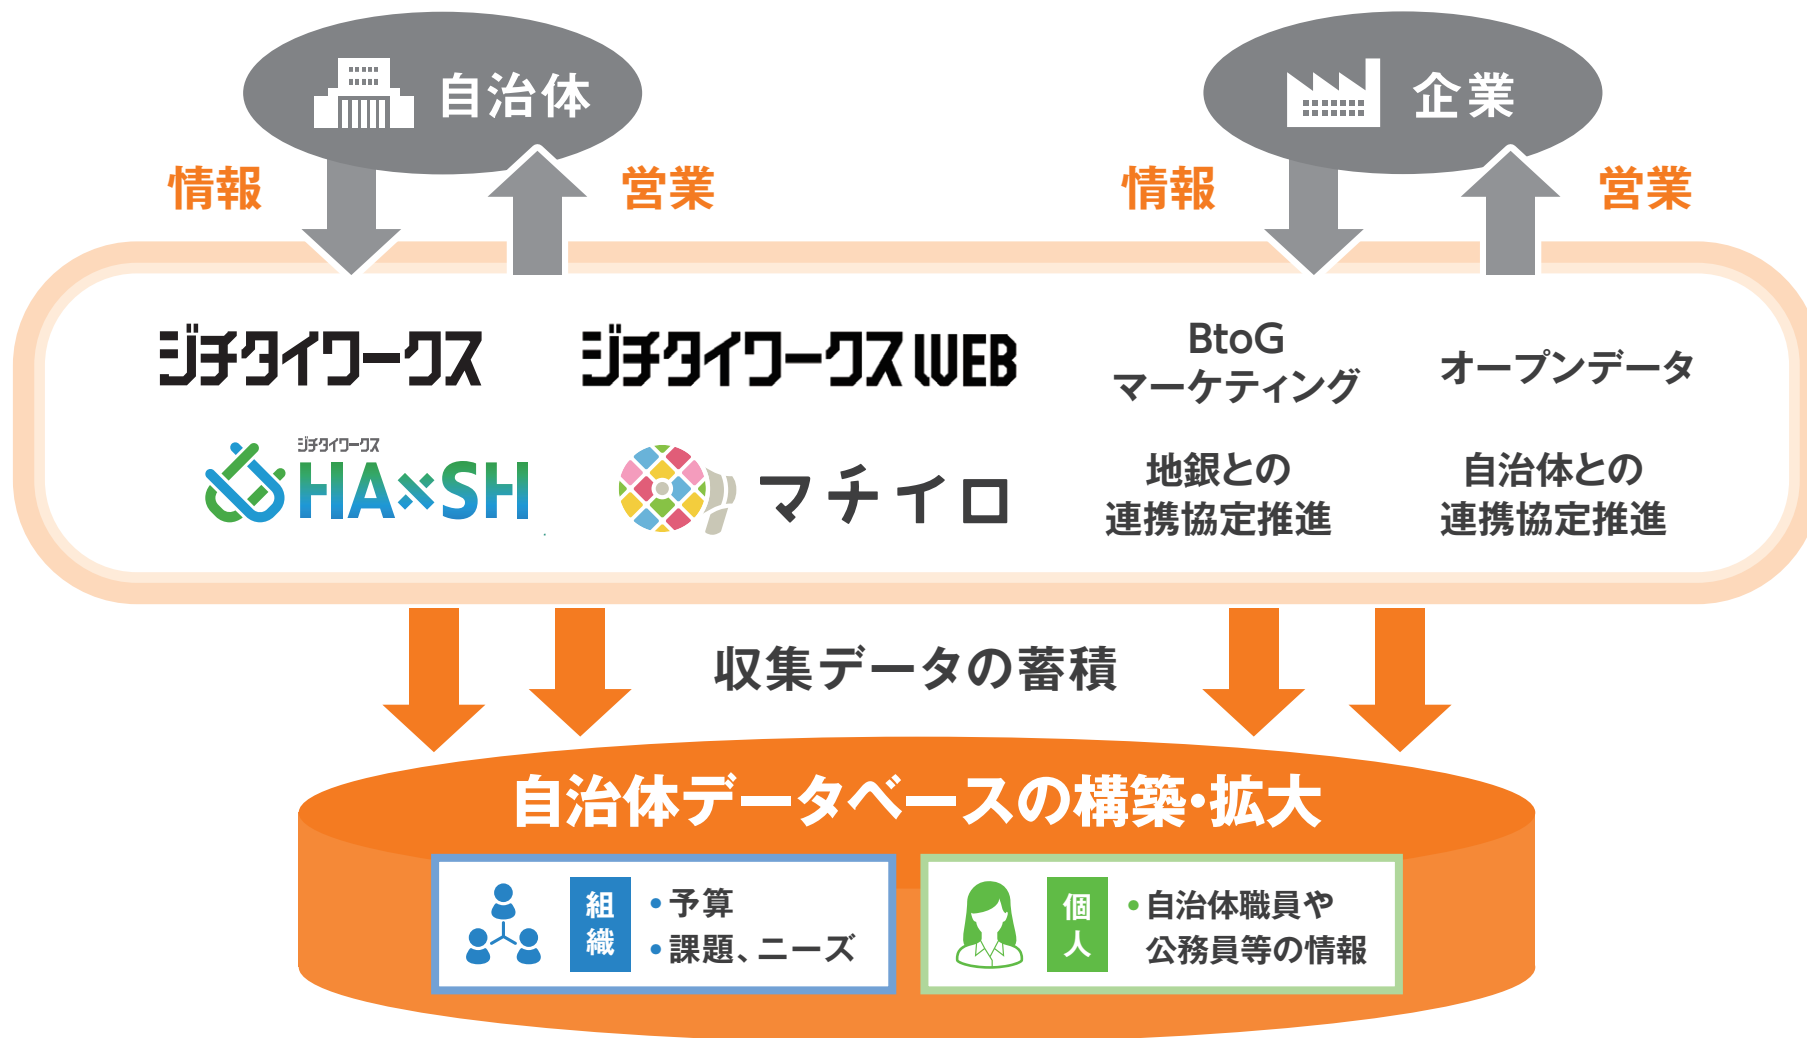 自治体
企業
情報
営業
情報
営業
ジチタイワークス
ジチタイワークス WEB
BtoG
マーケティング
オープンデータ
ジチタイワークス
HA×SH
マチイロ
地銀との
連携協定推進
自治体との
連携協定推進
収集データの蓄積
自治体データベースの構築・拡大
組織
・予算
・課題、ニーズ
個人
・自治体職員や
公務員等の情報